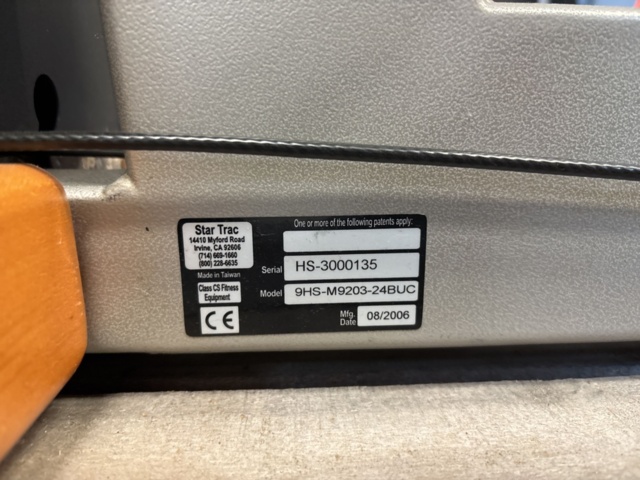 Star Trac
14410 Myford Road
Irvine, CA 92606
(714) 669-1660
(800) 228-6635
Made in Taiwan
Class CS Fitness
Equipment
CE
One or more of the following patents apply:
Serial HS-3000135
Model 9HS-M9203-24BUC
Mfg. Date 08/2006